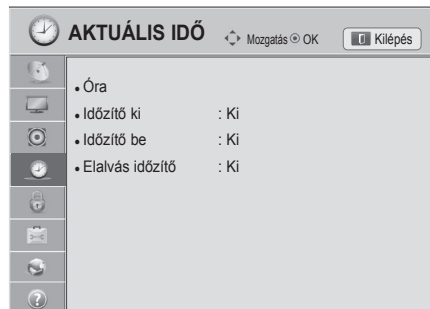 AKTUÁLIS IDŐ Mozgatás OK Kilépés
• Óra
• Időzítő ki : Ki
• Időzítő be : Ki
• Elalvás időzítő : Ki